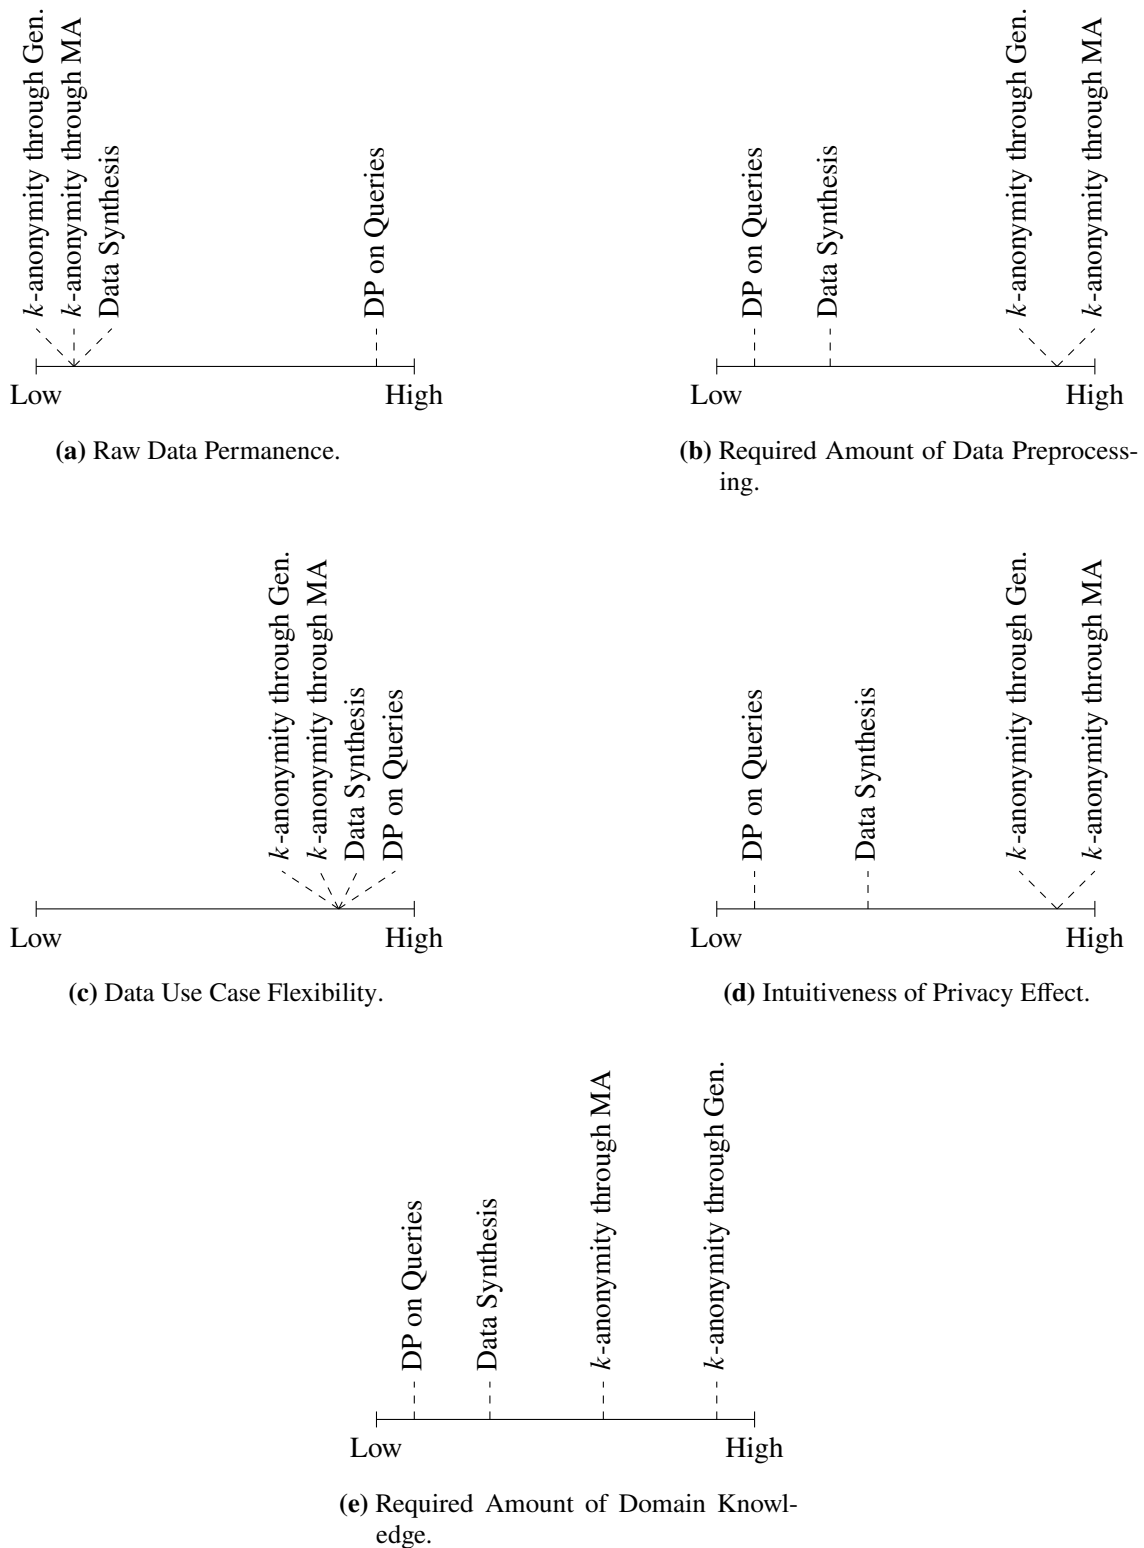 k-anonymity through Gen.
k-anonymity through MA
Data Synthesis
DP on Queries
Low
High
(a) Raw Data Permanence.
DP on Queries
Data Synthesis
k-anonymity through Gen.
k-anonymity through MA
Low
High
(b) Required Amount of Data Preprocess-
ing.
k-anonymity through Gen.
k-anonymity through MA
Data Synthesis
DP on Queries
Low
High
(c) Data Use Case Flexibility.
DP on Queries
Data Synthesis
k-anonymity through Gen.
k-anonymity through MA
Low
High
(d) Intuitiveness of Privacy Effect.
DP on Queries
Data Synthesis
k-anonymity through MA
k-anonymity through Gen.
Low
High
(e) Required Amount of Domain Knowl-
edge.